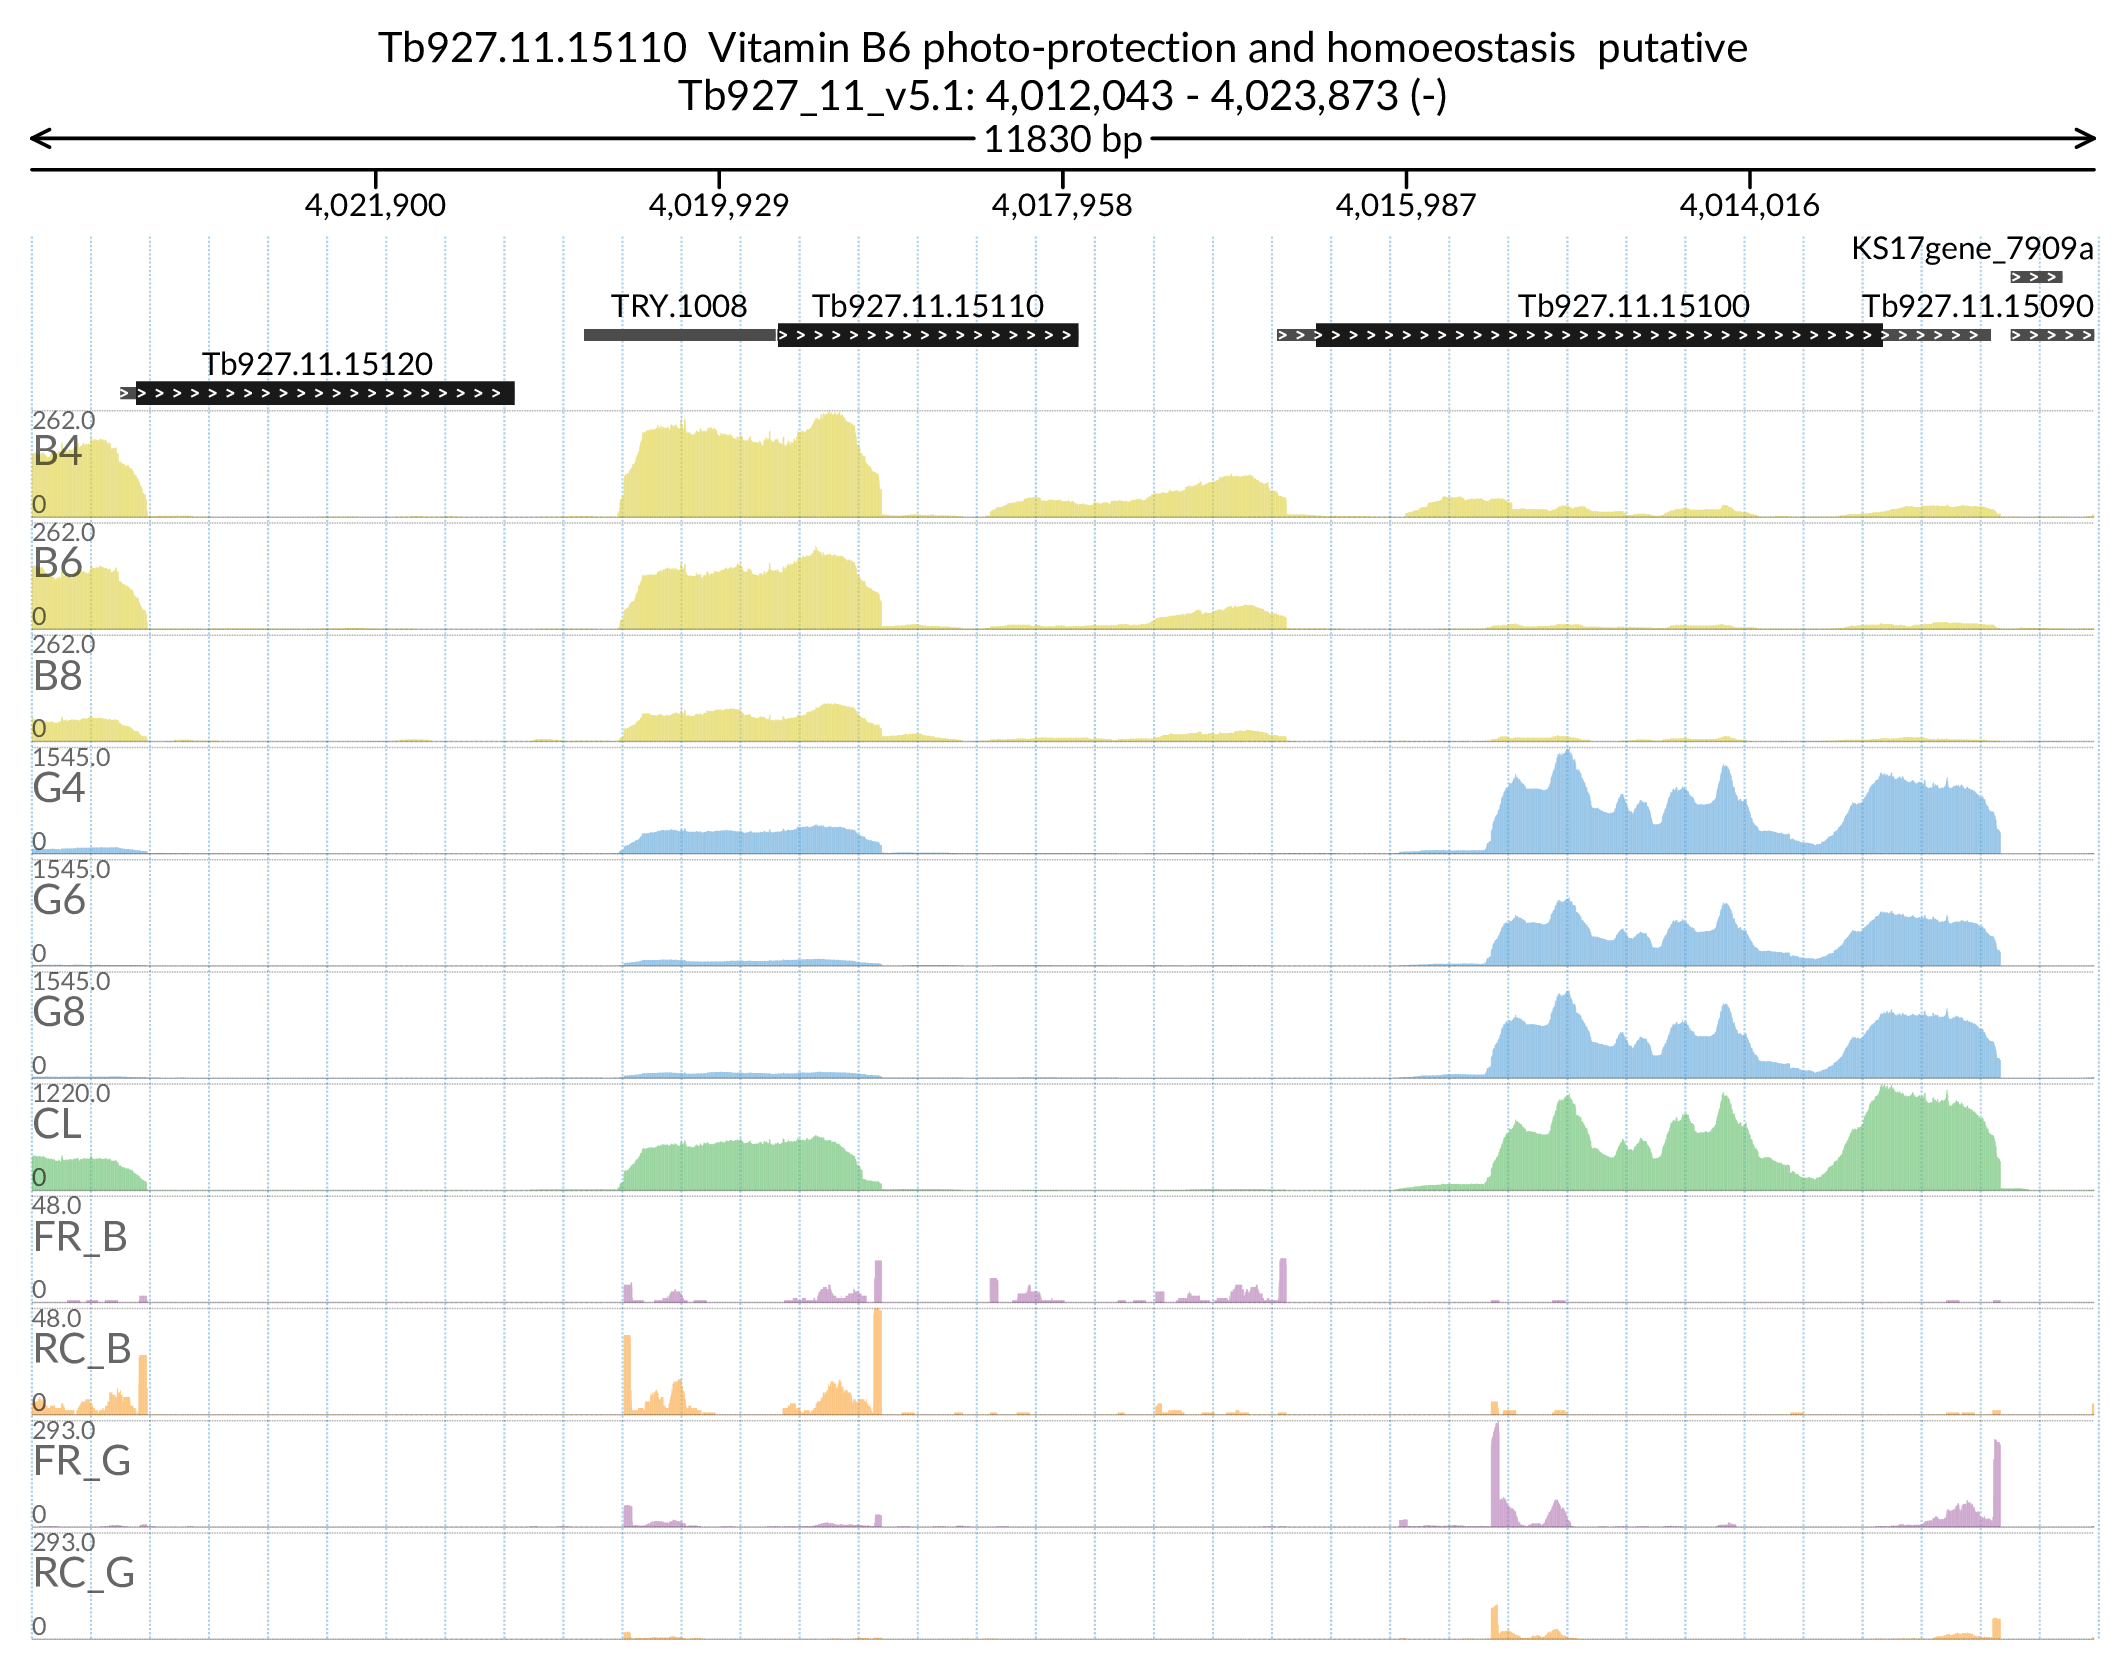 Tb927.11.15110  Vitamin B6 photo-protection and homoeostasis  putative
Tb927_11_v5.1: 4,012,043 - 4,023,873 (-)
11830 bp
4,021,900 4,019,929 4,017,958 4,015,987 4,014,016
KS17gene_7909a
TRY.1008 Tb927.11.15110 Tb927.11.15100 Tb927.11.15090
Tb927.11.15120
262.0
B4
0
262.0
B6
0
262.0
B8
0
1545.0
G4
0
1545.0
G6
0
1545.0
G8
0
1220.0
CL
0
48.0
FR_B
0
48.0
RC_B
0
293.0
FR_G
0
293.0
RC_G
0